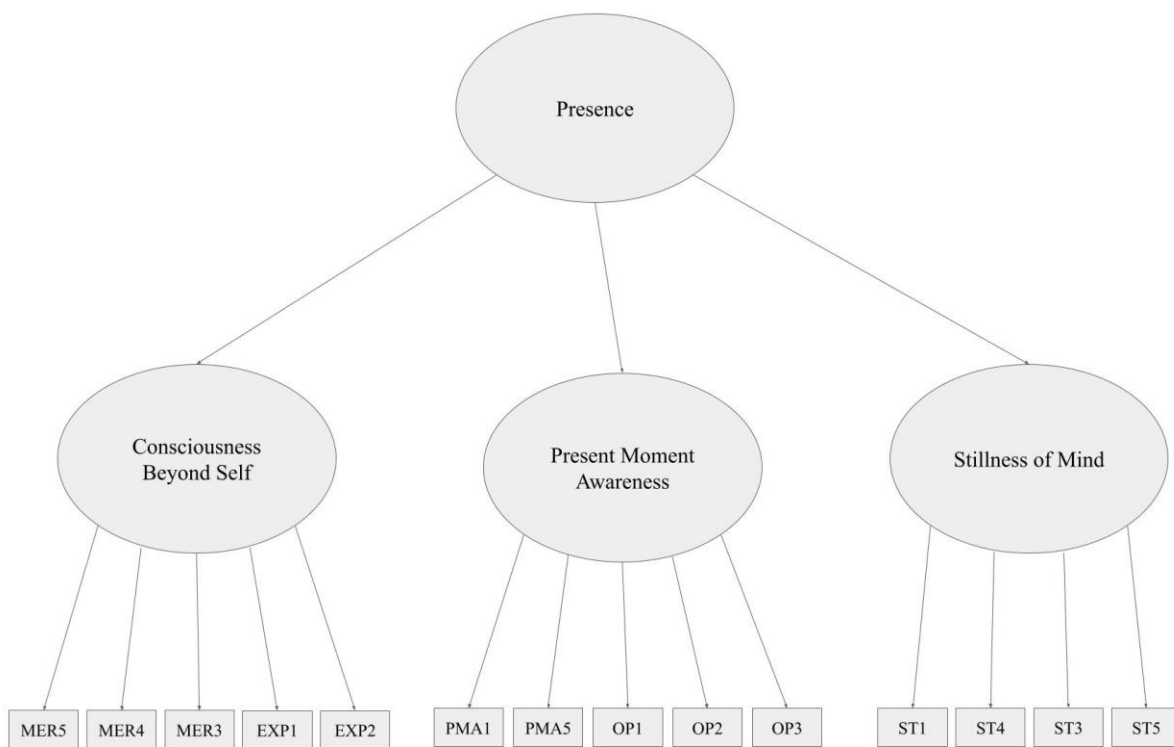 Presence
Consciousness
Beyond Self
Present Moment
Awareness
Stillness of Mind
MER5
MER4
MER3
EXP1
EXP2
PMA1
PMA5
OP1
OP2
OP3
ST1
ST4
ST3
ST5